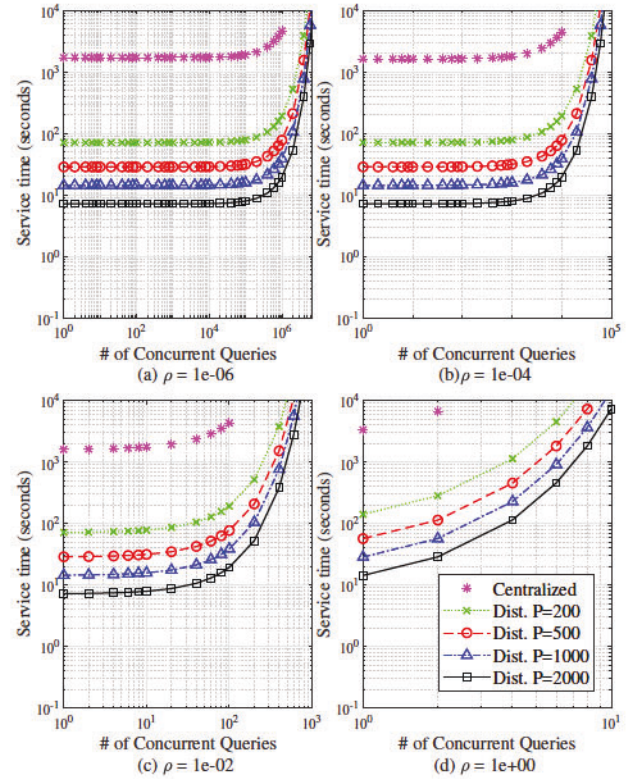 10^4
10^3
10^2
10^1
10^0
10^-1
Service time (seconds)
10^0 10^2 10^4 10^6
# of Concurrent Queries
(a) ρ = 1e-06
10^4
10^3
10^2
10^1
10^0
10^-1
Service time (seconds)
10^0 10^5
# of Concurrent Queries
(b) ρ = 1e-04
10^4
10^3
10^2
10^1
10^0
10^-1
Service time (seconds)
10^0 10^1 10^2 10^3
# of Concurrent Queries
(c) ρ = 1e-02
10^4
10^3
10^2
10^1
10^0
10^-1
Service time (seconds)
Centralized
Dist. P=200
Dist. P=500
Dist. P=1000
Dist. P=2000
10^0 10^1
# of Concurrent Queries
(d) ρ = 1e+00